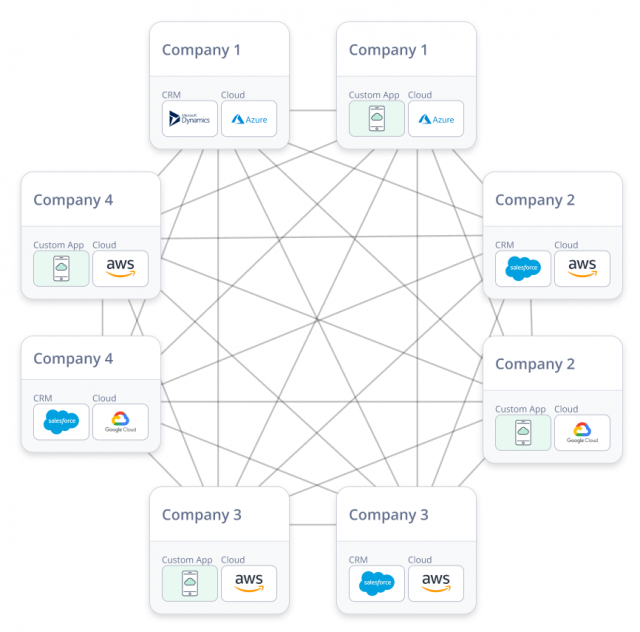 Company 1
CRM
Cloud
Microsoft
Dynamics
Azure
Company 1
Custom App
Cloud
Azure
Company 4
Custom App
Cloud
aws
Company 2
CRM
Cloud
salesforce
aws
Company 4
CRM
Cloud
salesforce
Google Cloud
Company 2
Custom App
Cloud
Google Cloud
Company 3
Custom App
Cloud
aws
Company 3
CRM
Cloud
salesforce
aws